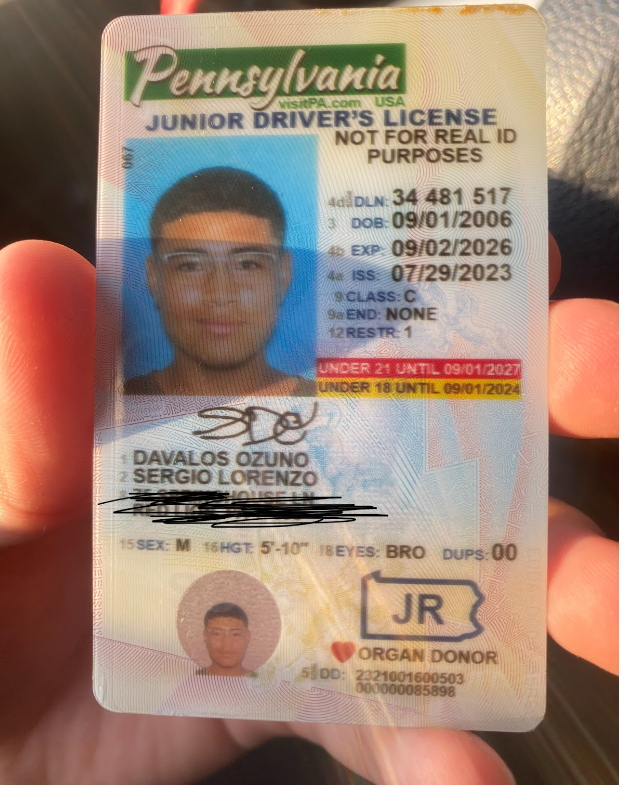 Pennsylvania
visitPA.com USA
JUNIOR DRIVER'S LICENSE
NOT FOR REAL ID
PURPOSES
067
4d DLN: 34 481 517
3 DOB: 09/01/2006
4b EXP: 09/02/2026
4a ISS: 07/29/2023
9 CLASS: C
9a END: NONE
12 RESTR: 1
UNDER 21 UNTIL 09/01/2027
UNDER 18 UNTIL 09/01/2024
SDO
1 DAVALOS OZUNO
2 SERGIO LORENZO
15 SEX: M 16 HGT: 5'-10" 18 EYES: BRO DUPS: 00
JR
ORGAN DONOR
5 DD: 2321001600503
000000085898